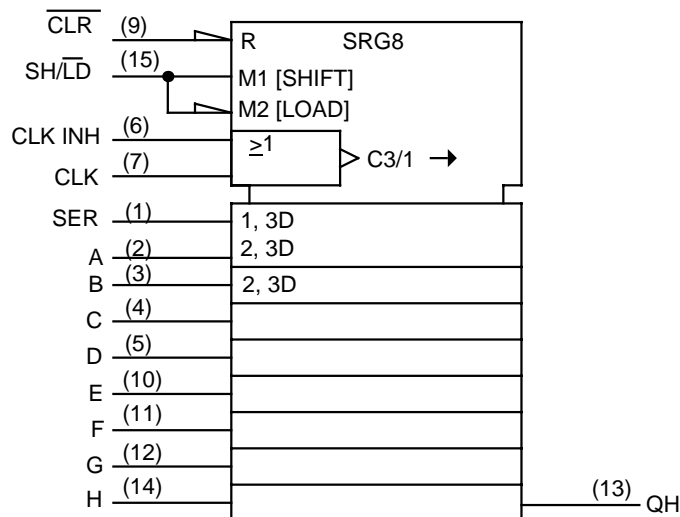 CLR (9) R SRG8
SH/LD (15) M1 [SHIFT]
M2 [LOAD]
CLK INH (6) ≥1
CLK (7) C3/1 →
SER (1) 1, 3D
A (2) 2, 3D
B (3) 2, 3D
C (4)
D (5)
E (10)
F (11)
G (12)
H (14) (13) QH